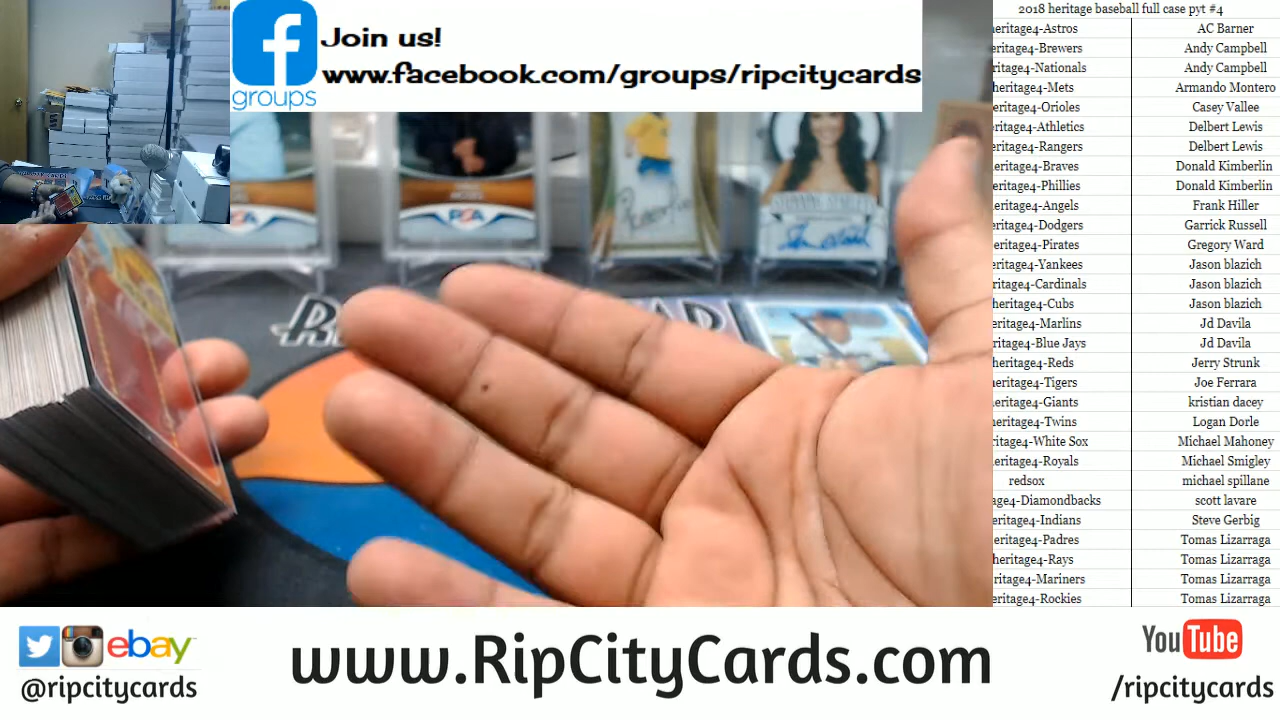 Join us!
www.facebook.com/groups/ripcitycards
groups
PSA
PSA
2018 heritage baseball full case pyt #4
eritage4-Astros AC Barner
eritage4-Brewers Andy Campbell
ritage4-Nationals Andy Campbell
heritage4-Mets Armando Montero
eritage4-Orioles Casey Vallee
eritage4-Athletics Delbert Lewis
eritage4-Rangers Delbert Lewis
eritage4-Braves Donald Kimberlin
eritage4-Phillies Donald Kimberlin
eritage4-Angels Frank Hiller
eritage4-Dodgers Garrick Russell
eritage4-Pirates Gregory Ward
eritage4-Yankees Jason blazich
eritage4-Cardinals Jason blazich
heritage4-Cubs Jason blazich
eritage4-Marlins Jd Davila
eritage4-Blue Jays Jd Davila
heritage4-Reds Jerry Strunk
eritage4-Tigers Joe Ferrara
eritage4-Giants kristian dacey
eritage4-Twins Logan Dorle
ritage4-White Sox Michael Mahoney
eritage4-Royals Michael Smigley
redsox michael spillane
age4-Diamondbacks scott lavare
eritage4-Indians Steve Gerbig
eritage4-Padres Tomas Lizarraga
heritage4-Rays Tomas Lizarraga
ritage4-Mariners Tomas Lizarraga
eritage4-Rockies Tomas Lizarraga
ebay
@ripcitycards
www.RipCityCards.com
YouTube
/ripcitycards